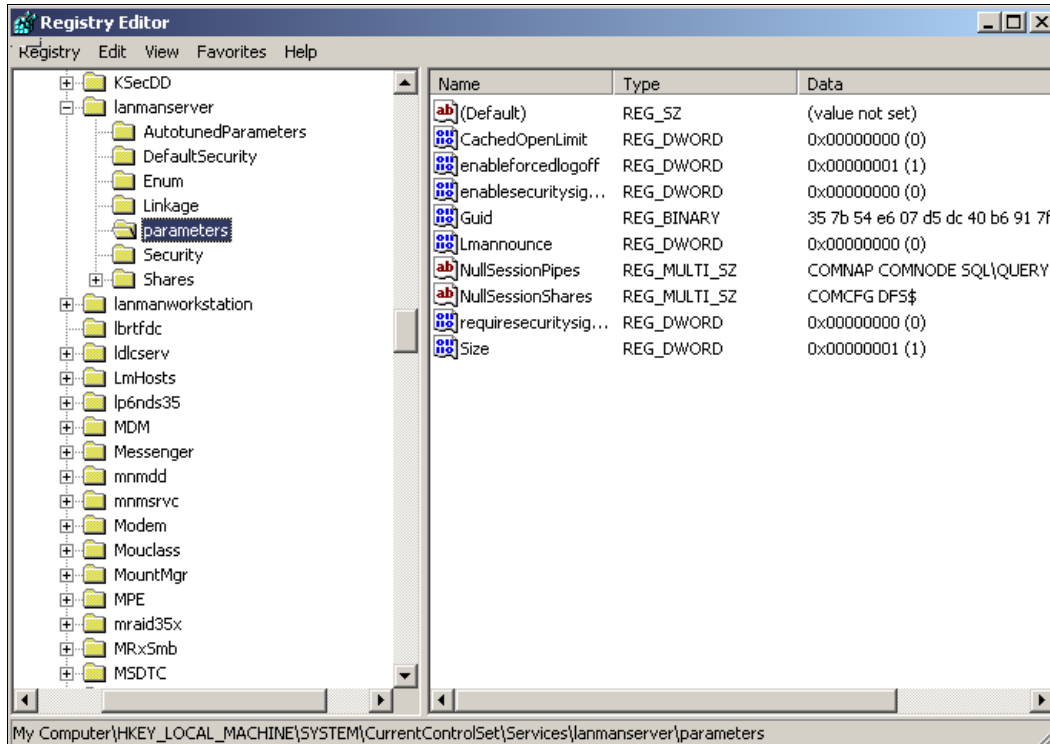 Registry Editor
Registry Edit View Favorites Help
KSecDD
lanmanserver
AutotunedParameters
DefaultSecurity
Enum
Linkage
parameters
Security
Shares
lanmanworkstation
lbrtfdc
ldlcserv
LmHosts
lp6nds35
MDM
Messenger
mnmdd
mnmsrvc
Modem
Mouclass
MountMgr
MPE
mraid35x
MRxSmb
MSDTC
Name Type Data
(Default) REG_SZ (value not set)
CachedOpenLimit REG_DWORD 0x00000000 (0)
enableforcedlogoff REG_DWORD 0x00000001 (1)
enablesecuritysig... REG_DWORD 0x00000000 (0)
Guid REG_BINARY 35 7b 54 e6 07 d5 dc 40 b6 91 7f
Lmannounce REG_DWORD 0x00000000 (0)
NullSessionPipes REG_MULTI_SZ COMNAP COMNODE SQL\QUERY
NullSessionShares REG_MULTI_SZ COMCFG DFS$
requiresecuritysig... REG_DWORD 0x00000000 (0)
Size REG_DWORD 0x00000001 (1)
My Computer\HKEY_LOCAL_MACHINE\SYSTEM\CurrentControlSet\Services\lanmanserver\parameters